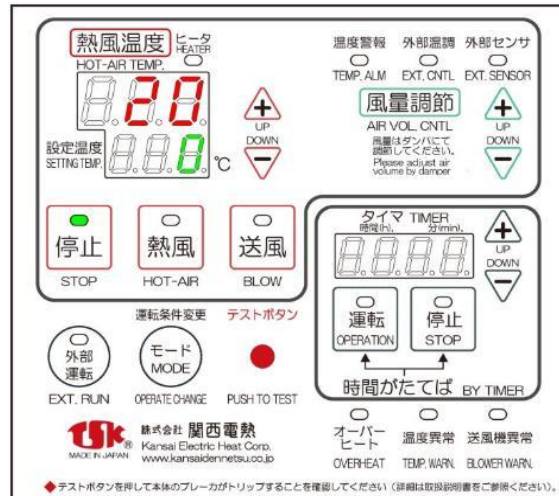 熱風温度 ヒータ
HEATER
HOT-AIR TEMP.
20
設定温度
SETTING TEMP.
0 ℃
+
UP
DOWN
−
温度警報 外部温調 外部センサ
TEMP. ALM EXT. CNTL EXT. SENSOR
風量調節
AIR VOL. CNTL
風量はダンパにて
調節してください。
Please adjust air
volume by damper
+
UP
DOWN
−
停止 熱風 送風
STOP HOT-AIR BLOW
タイマ TIMER
時間(h). 分(min).
+
UP
DOWN
−
運転 停止
OPERATION STOP
時間がたてば BY TIMER
運転条件変更 テストボタン
外部
運転
モード
MODE
EXT. RUN OPERATE CHANGE PUSH TO TEST
オーバー
ヒート 温度異常 送風機異常
OVERHEAT TEMP. WARN. BLOWER WARN.
TSK ®
MADE IN JAPAN
株式会社 関西電熱
Kansai Electric Heat Corp.
www.kansaidennetsu.co.jp
◆テストボタンを押して本体のブレーカがトリップすることを確認してください(詳細は取扱説明書をご参照ください)。